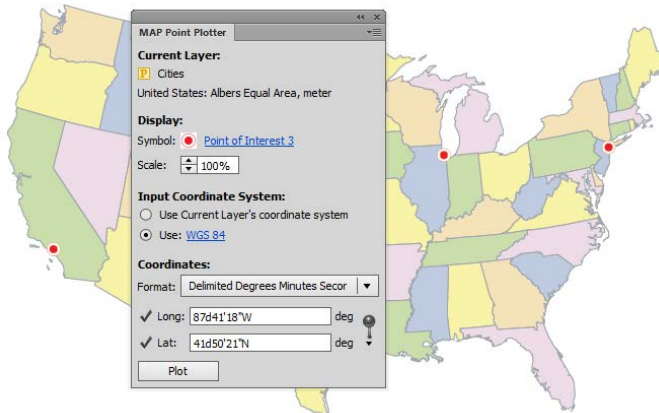 MAP Point Plotter
Current Layer:
P Cities
United States: Albers Equal Area, meter
Display:
Symbol: Point of Interest 3
Scale: 100%
Input Coordinate System:
Use Current Layer's coordinate system
Use: WGS 84
Coordinates:
Format: Delimited Degrees Minutes Secor
Long: 87d41'18"W deg
Lat: 41d50'21"N deg
Plot